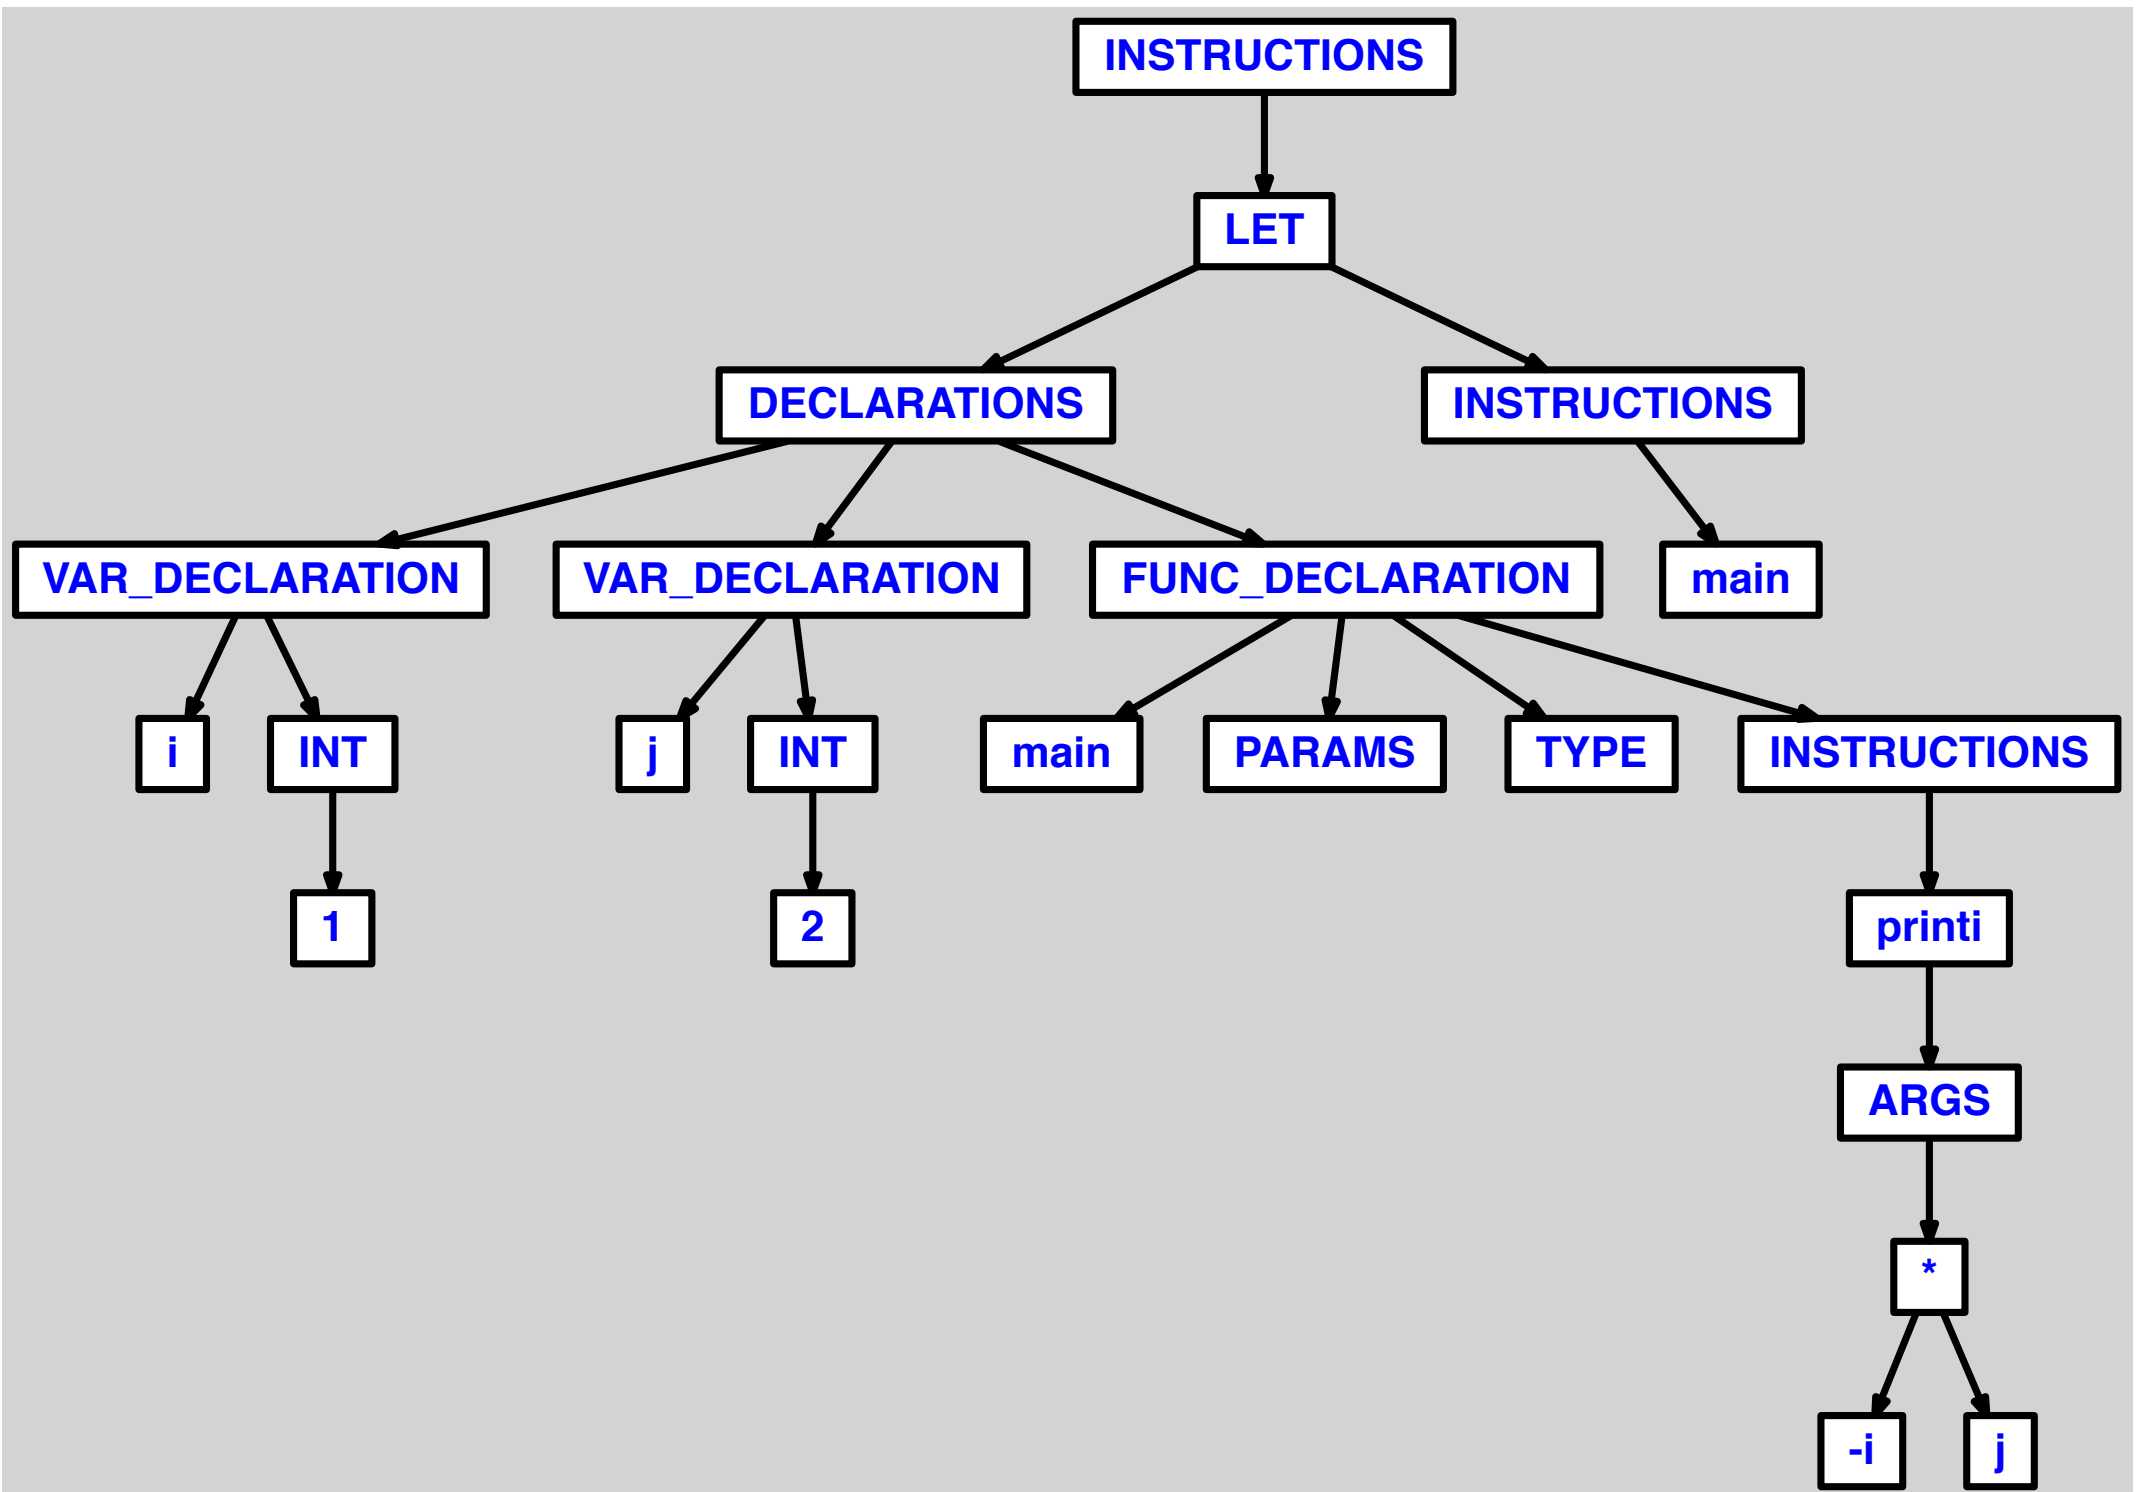 INSTRUCTIONS
LET
DECLARATIONS
INSTRUCTIONS
VAR_DECLARATION
VAR_DECLARATION
FUNC_DECLARATION
main
i
INT
j
INT
main
PARAMS
TYPE
INSTRUCTIONS
1
2
printi
ARGS
*
-i
j